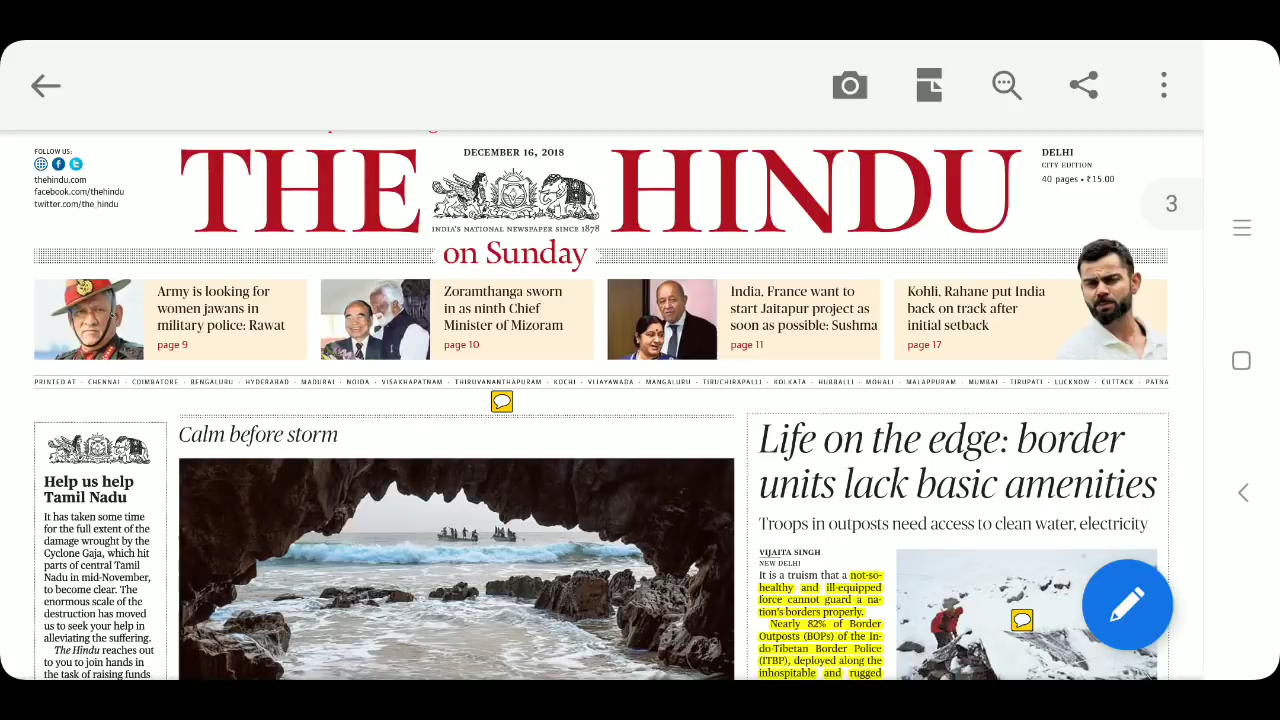 3
FOLLOW US:
thehindu.com
facebook.com/thehindu
twitter.com/the_hindu
THE HINDU
DECEMBER 16, 2018
INDIA'S NATIONAL NEWSPAPER SINCE 1878
on Sunday
DELHI
CITY EDITION
40 pages • ₹15.00
Army is looking for
women jawans in
military police: Rawat
page 9
Zoramthanga sworn
in as ninth Chief
Minister of Mizoram
page 10
India, France want to
start Jaitapur project as
soon as possible: Sushma
page 11
Kohli, Rahane put India
back on track after
initial setback
page 17
PRINTED AT · CHENNAI · COIMBATORE · BENGALURU · HYDERABAD · MADURAI · NOIDA · VISAKHAPATNAM · THIRUVANANTHAPURAM · KOCHI · VIJAYAWADA · MANGALURU · TIRUCHIRAPALLI · KOLKATA · HUBBALLI · MOHALI · MALAPPURAM · MUMBAI · TIRUPATI · LUCKNOW · CUTTACK · PATNA
Help us help
Tamil Nadu
It has taken some time
for the full extent of the
damage wrought by the
Cyclone Gaja, which hit
parts of central Tamil
Nadu in mid-November,
to become clear. The
enormous scale of the
destruction has moved
us to seek your help in
alleviating the suffering.
The Hindu reaches out
to you to join hands in
the task of raising funds
Calm before storm
Life on the edge: border
units lack basic amenities
Troops in outposts need access to clean water, electricity
VIJAITA SINGH
NEW DELHI
It is a truism that a not-so-
healthy and ill-equipped
force cannot guard a na-
tion's borders properly.
Nearly 82% of Border
Outposts (BOPs) of the In-
do-Tibetan Border Police
(ITBP), deployed along the
inhospitable and rugged